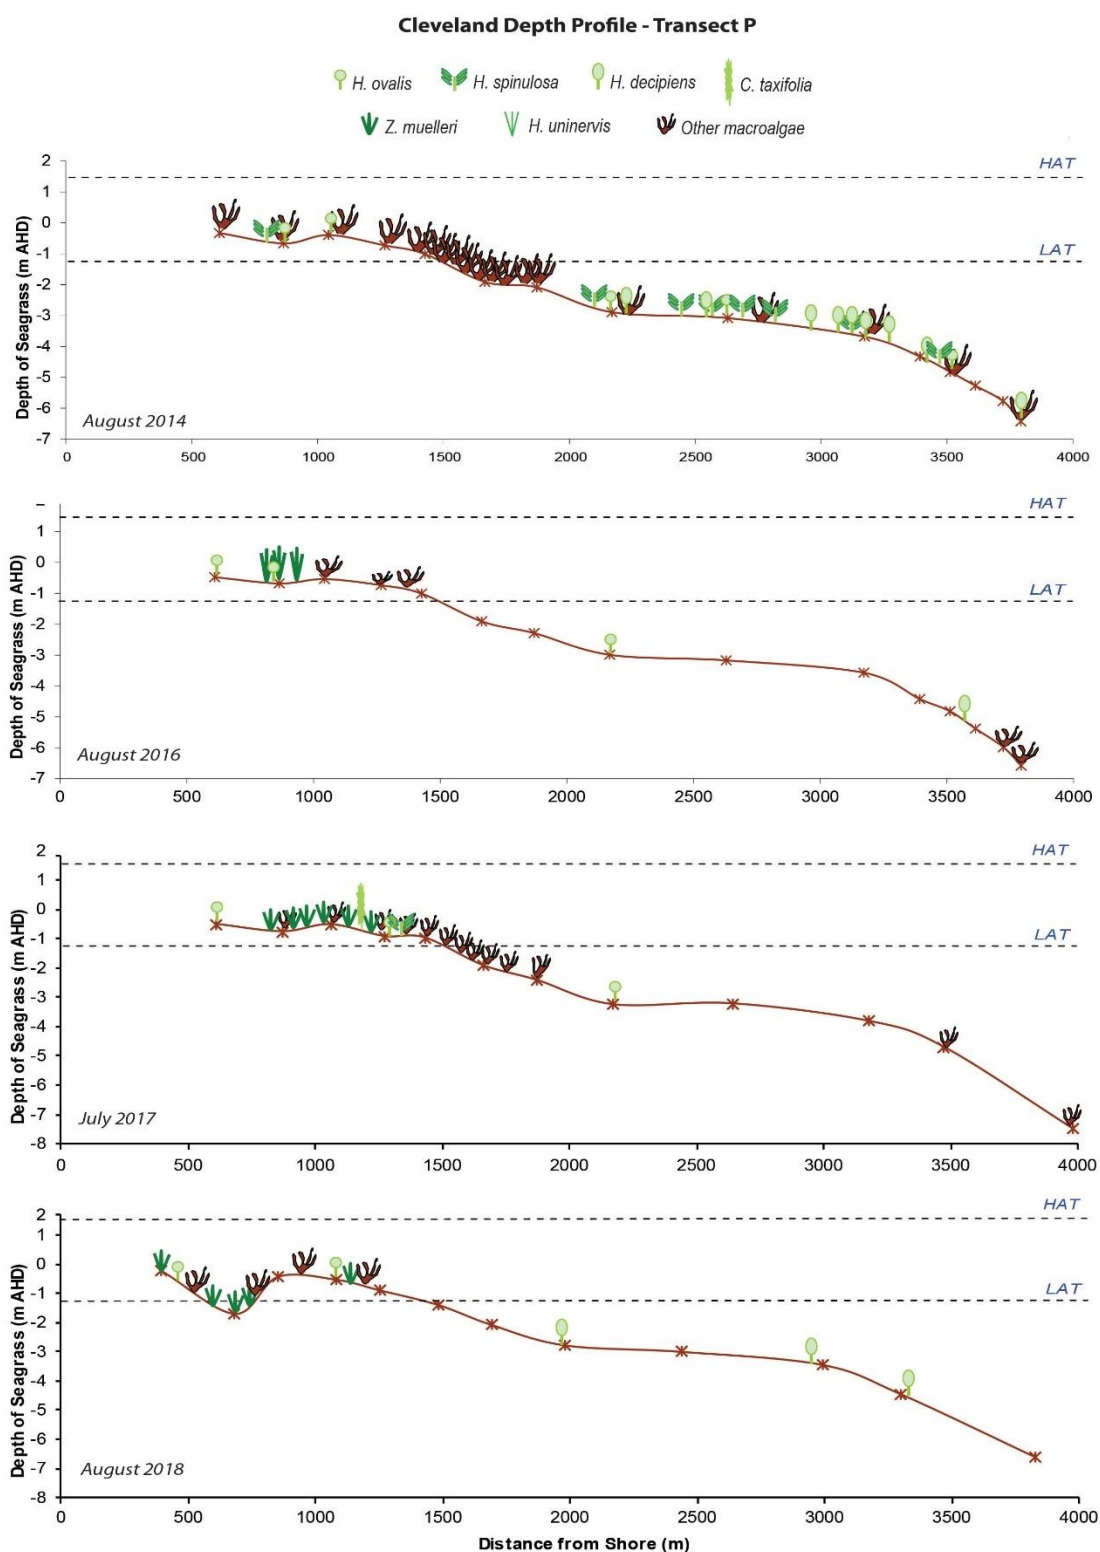 Cleveland Depth Profile - Transect P
H. ovalis H. spinulosa H. decipiens C. taxifolia
Z. muelleri H. uninervis Other macroalgae
Depth of Seagrass (m AHD)
2
1
0
-1
-2
-3
-4
-5
-6
-7
HAT
LAT
August 2014
0 500 1000 1500 2000 2500 3000 3500 4000
Depth of Seagrass (m AHD)
1
0
-1
-2
-3
-4
-5
-6
-7
HAT
LAT
August 2016
0 500 1000 1500 2000 2500 3000 3500 4000
Depth of Seagrass (m AHD)
2
1
0
-1
-2
-3
-4
-5
-6
-7
-8
HAT
LAT
July 2017
0 500 1000 1500 2000 2500 3000 3500 4000
Depth of Seagrass (m AHD)
2
1
0
-1
-2
-3
-4
-5
-6
-7
-8
HAT
LAT
August 2018
0 500 1000 1500 2000 2500 3000 3500 4000
Distance from Shore (m)